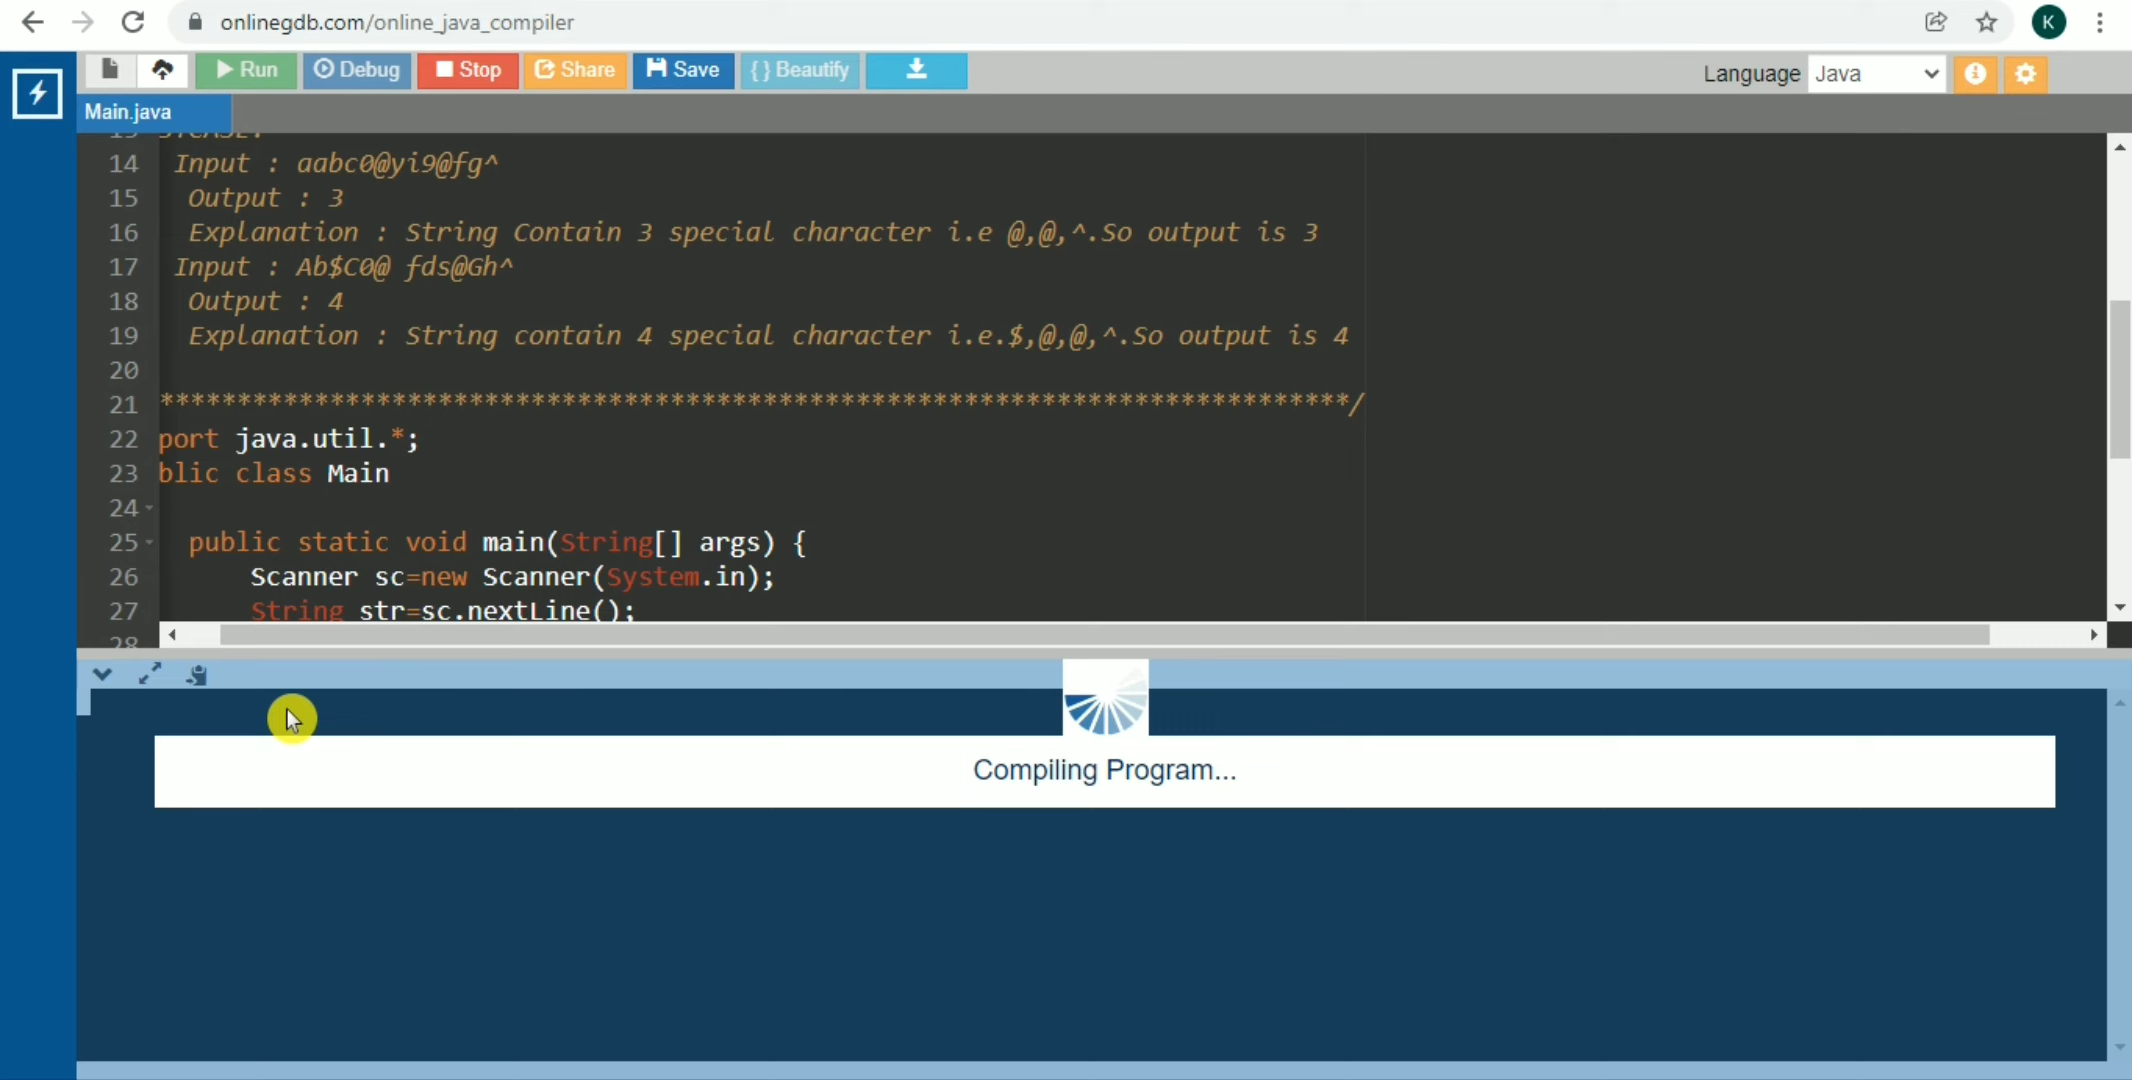 onlinegdb.com/online_java_compiler
K
Run Debug Stop Share Save {} Beautify
Language Java
Main.java
14 Input : aabc0@yi9@fg^
15 Output : 3
16 Explanation : String Contain 3 special character i.e @,@,^.So output is 3
17 Input : Ab$C0@ fds@Gh^
18 Output : 4
19 Explanation : String contain 4 special character i.e.$,@,@,^.So output is 4
20
21 *****************************************************************************/
22 port java.util.*;
23 blic class Main
24
25 public static void main(String[] args) {
26 Scanner sc=new Scanner(System.in);
27 String str=sc.nextLine();
28
Compiling Program...